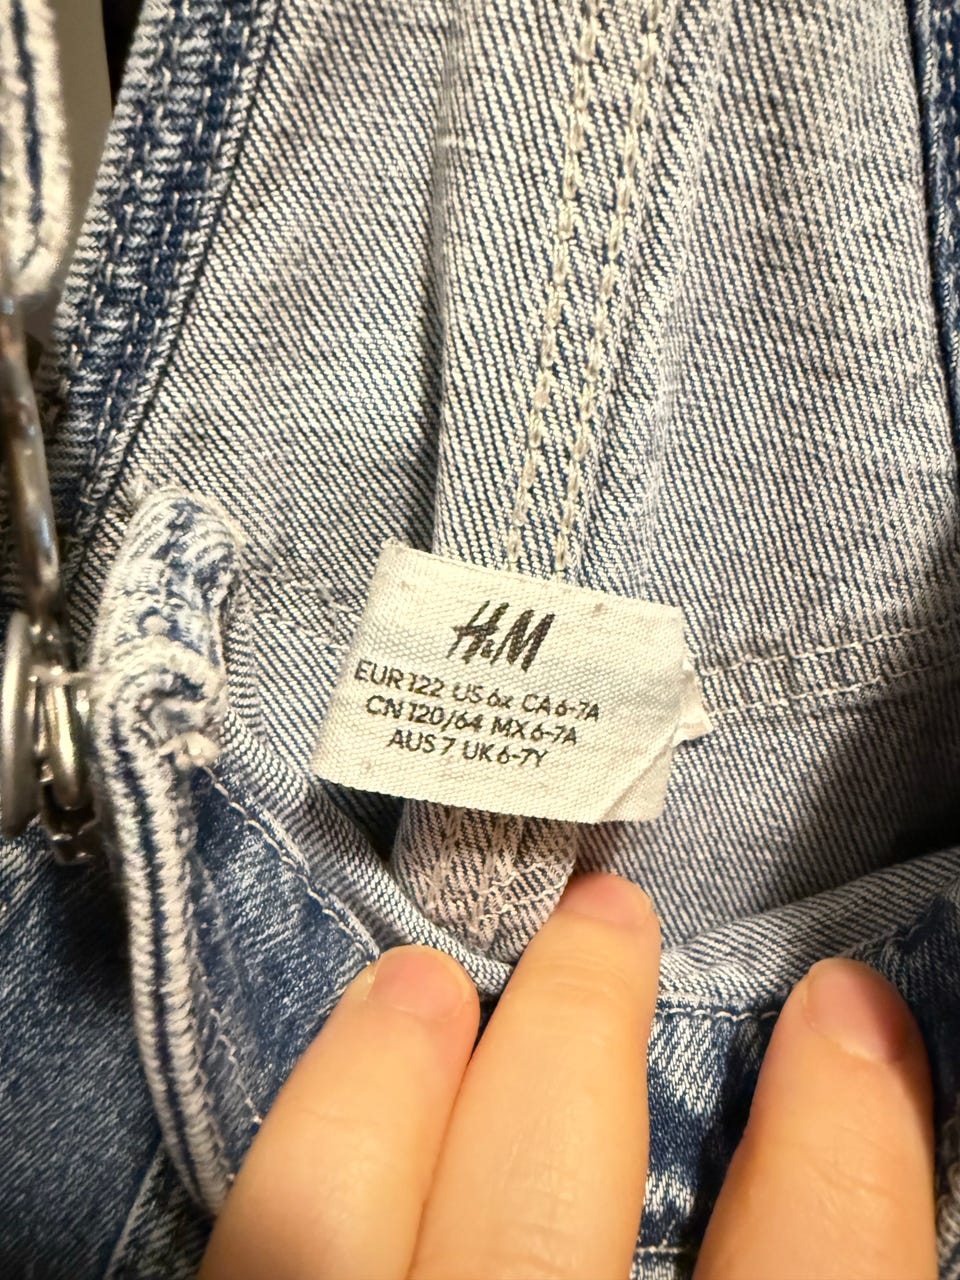 H&M
EUR 122 US 6x CA 6-7A
CN 120/64 MX 6-7A
AUS 7 UK 6-7Y